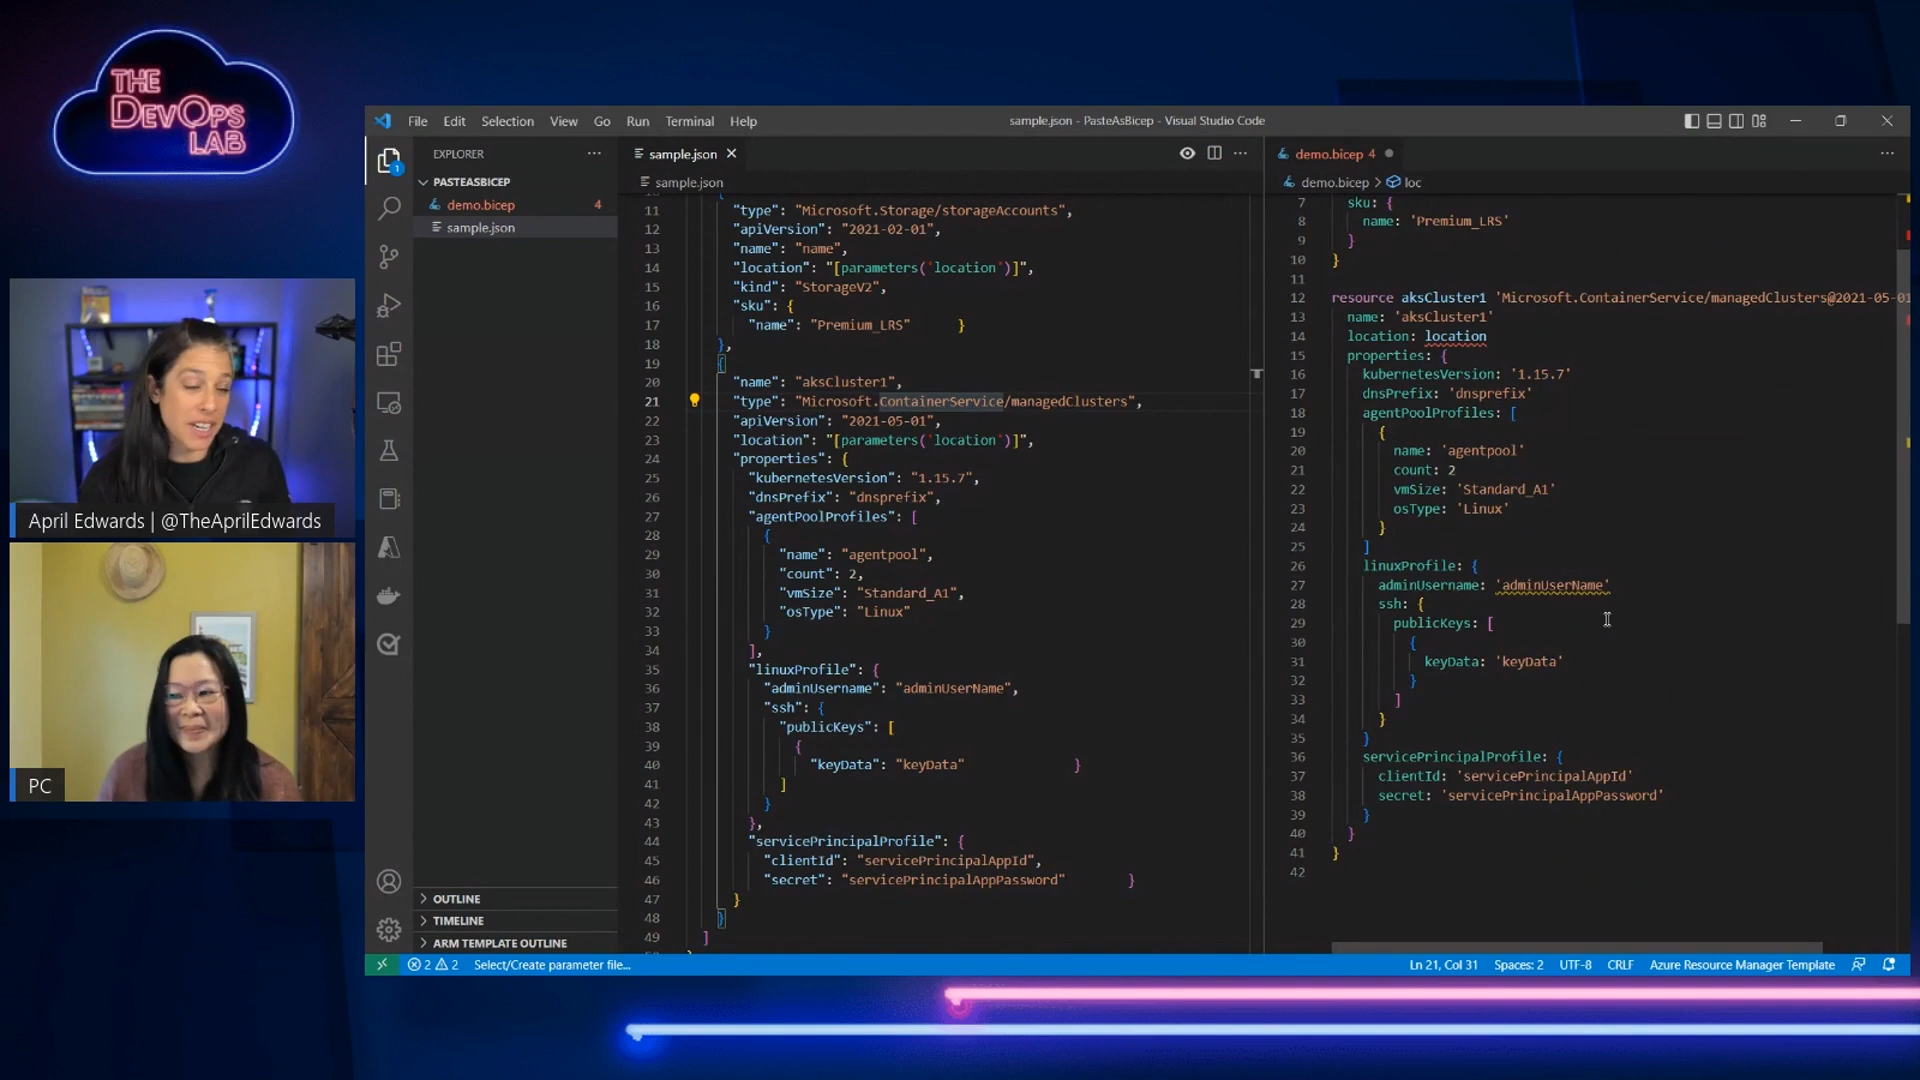 THE
DEVOPS
LAB
File Edit Selection View Go Run Terminal Help
sample.json - PasteAsBicep - Visual Studio Code
EXPLORER
PASTEASBICEP
demo.bicep 4
sample.json
1
OUTLINE
TIMELINE
ARM TEMPLATE OUTLINE
sample.json
sample.json
11 "type": "Microsoft.Storage/storageAccounts",
12 "apiVersion": "2021-02-01",
13 "name": "name",
14 "location": "[parameters('location')]",
15 "kind": "StorageV2",
16 "sku": {
17 "name": "Premium_LRS" }
18 },
19 {
20 "name": "aksCluster1",
21 "type": "Microsoft.ContainerService/managedClusters",
22 "apiVersion": "2021-05-01",
23 "location": "[parameters('location')]",
24 "properties": {
25 "kubernetesVersion": "1.15.7",
26 "dnsPrefix": "dnsprefix",
27 "agentPoolProfiles": [
28 {
29 "name": "agentpool",
30 "count": 2,
31 "vmSize": "Standard_A1",
32 "osType": "Linux"
33 }
34 ],
35 "linuxProfile": {
36 "adminUsername": "adminUserName",
37 "ssh": {
38 "publicKeys": [
39 {
40 "keyData": "keyData" }
41 ]
42 }
43 },
44 "servicePrincipalProfile": {
45 "clientId": "servicePrincipalAppId",
46 "secret": "servicePrincipalAppPassword" }
47 }
48 }
49 ]
demo.bicep 4
demo.bicep > loc
7 sku: {
8 name: 'Premium_LRS'
9 }
10 }
11
12 resource aksCluster1 'Microsoft.ContainerService/managedClusters@2021-05-01
13 name: 'aksCluster1'
14 location: location
15 properties: {
16 kubernetesVersion: '1.15.7'
17 dnsPrefix: 'dnsprefix'
18 agentPoolProfiles: [
19 {
20 name: 'agentpool'
21 count: 2
22 vmSize: 'Standard_A1'
23 osType: 'Linux'
24 }
25 ]
26 linuxProfile: {
27 adminUsername: 'adminUserName'
28 ssh: {
29 publicKeys: [
30 {
31 keyData: 'keyData'
32 }
33 ]
34 }
35 }
36 servicePrincipalProfile: {
37 clientId: 'servicePrincipalAppId'
38 secret: 'servicePrincipalAppPassword'
39 }
40 }
41 }
42
2 2 Select/Create parameter file...
Ln 21, Col 31 Spaces: 2 UTF-8 CRLF Azure Resource Manager Template
April Edwards | @TheAprilEdwards
PC